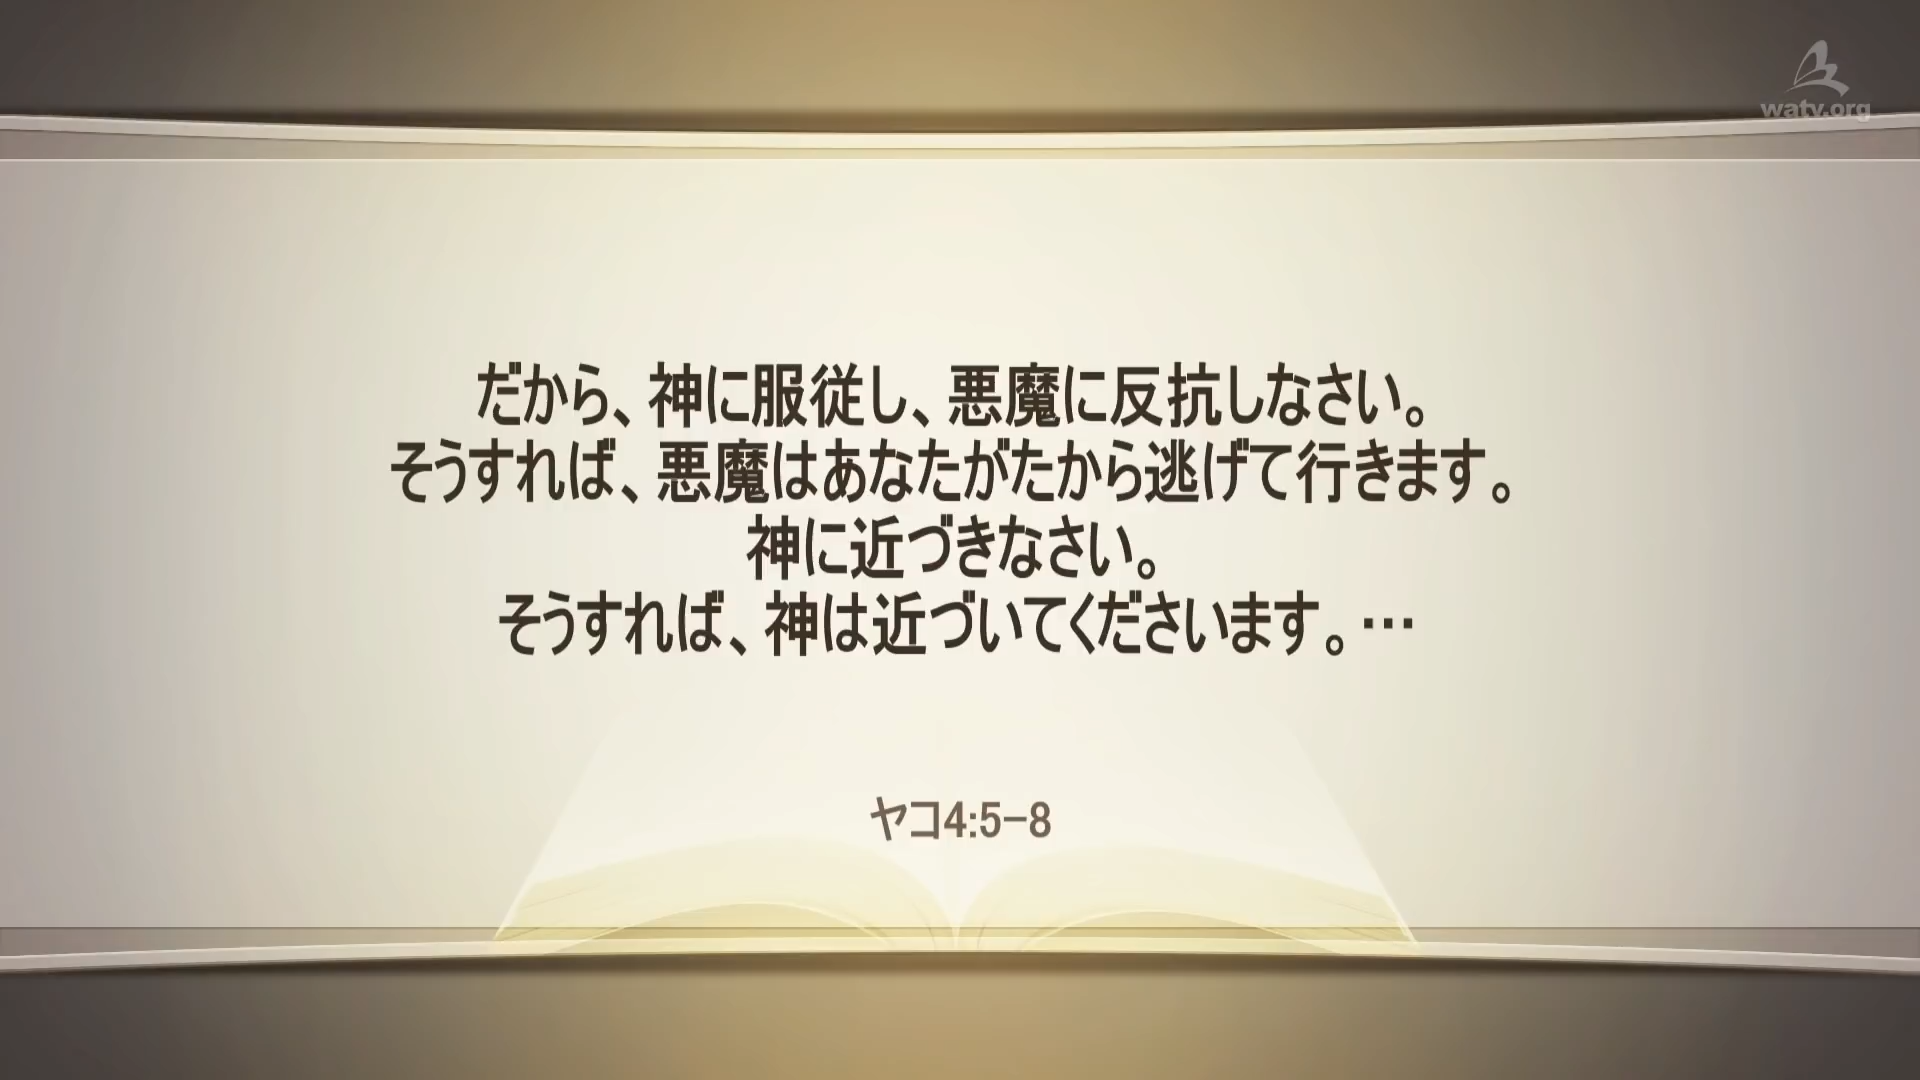 watv.org
だから、神に服従し、悪魔に反抗しなさい。
そうすれば、悪魔はあなたがたから逃げて行きます。
神に近づきなさい。
そうすれば、神は近づいてくださいます。…
ヤコ4:5-8